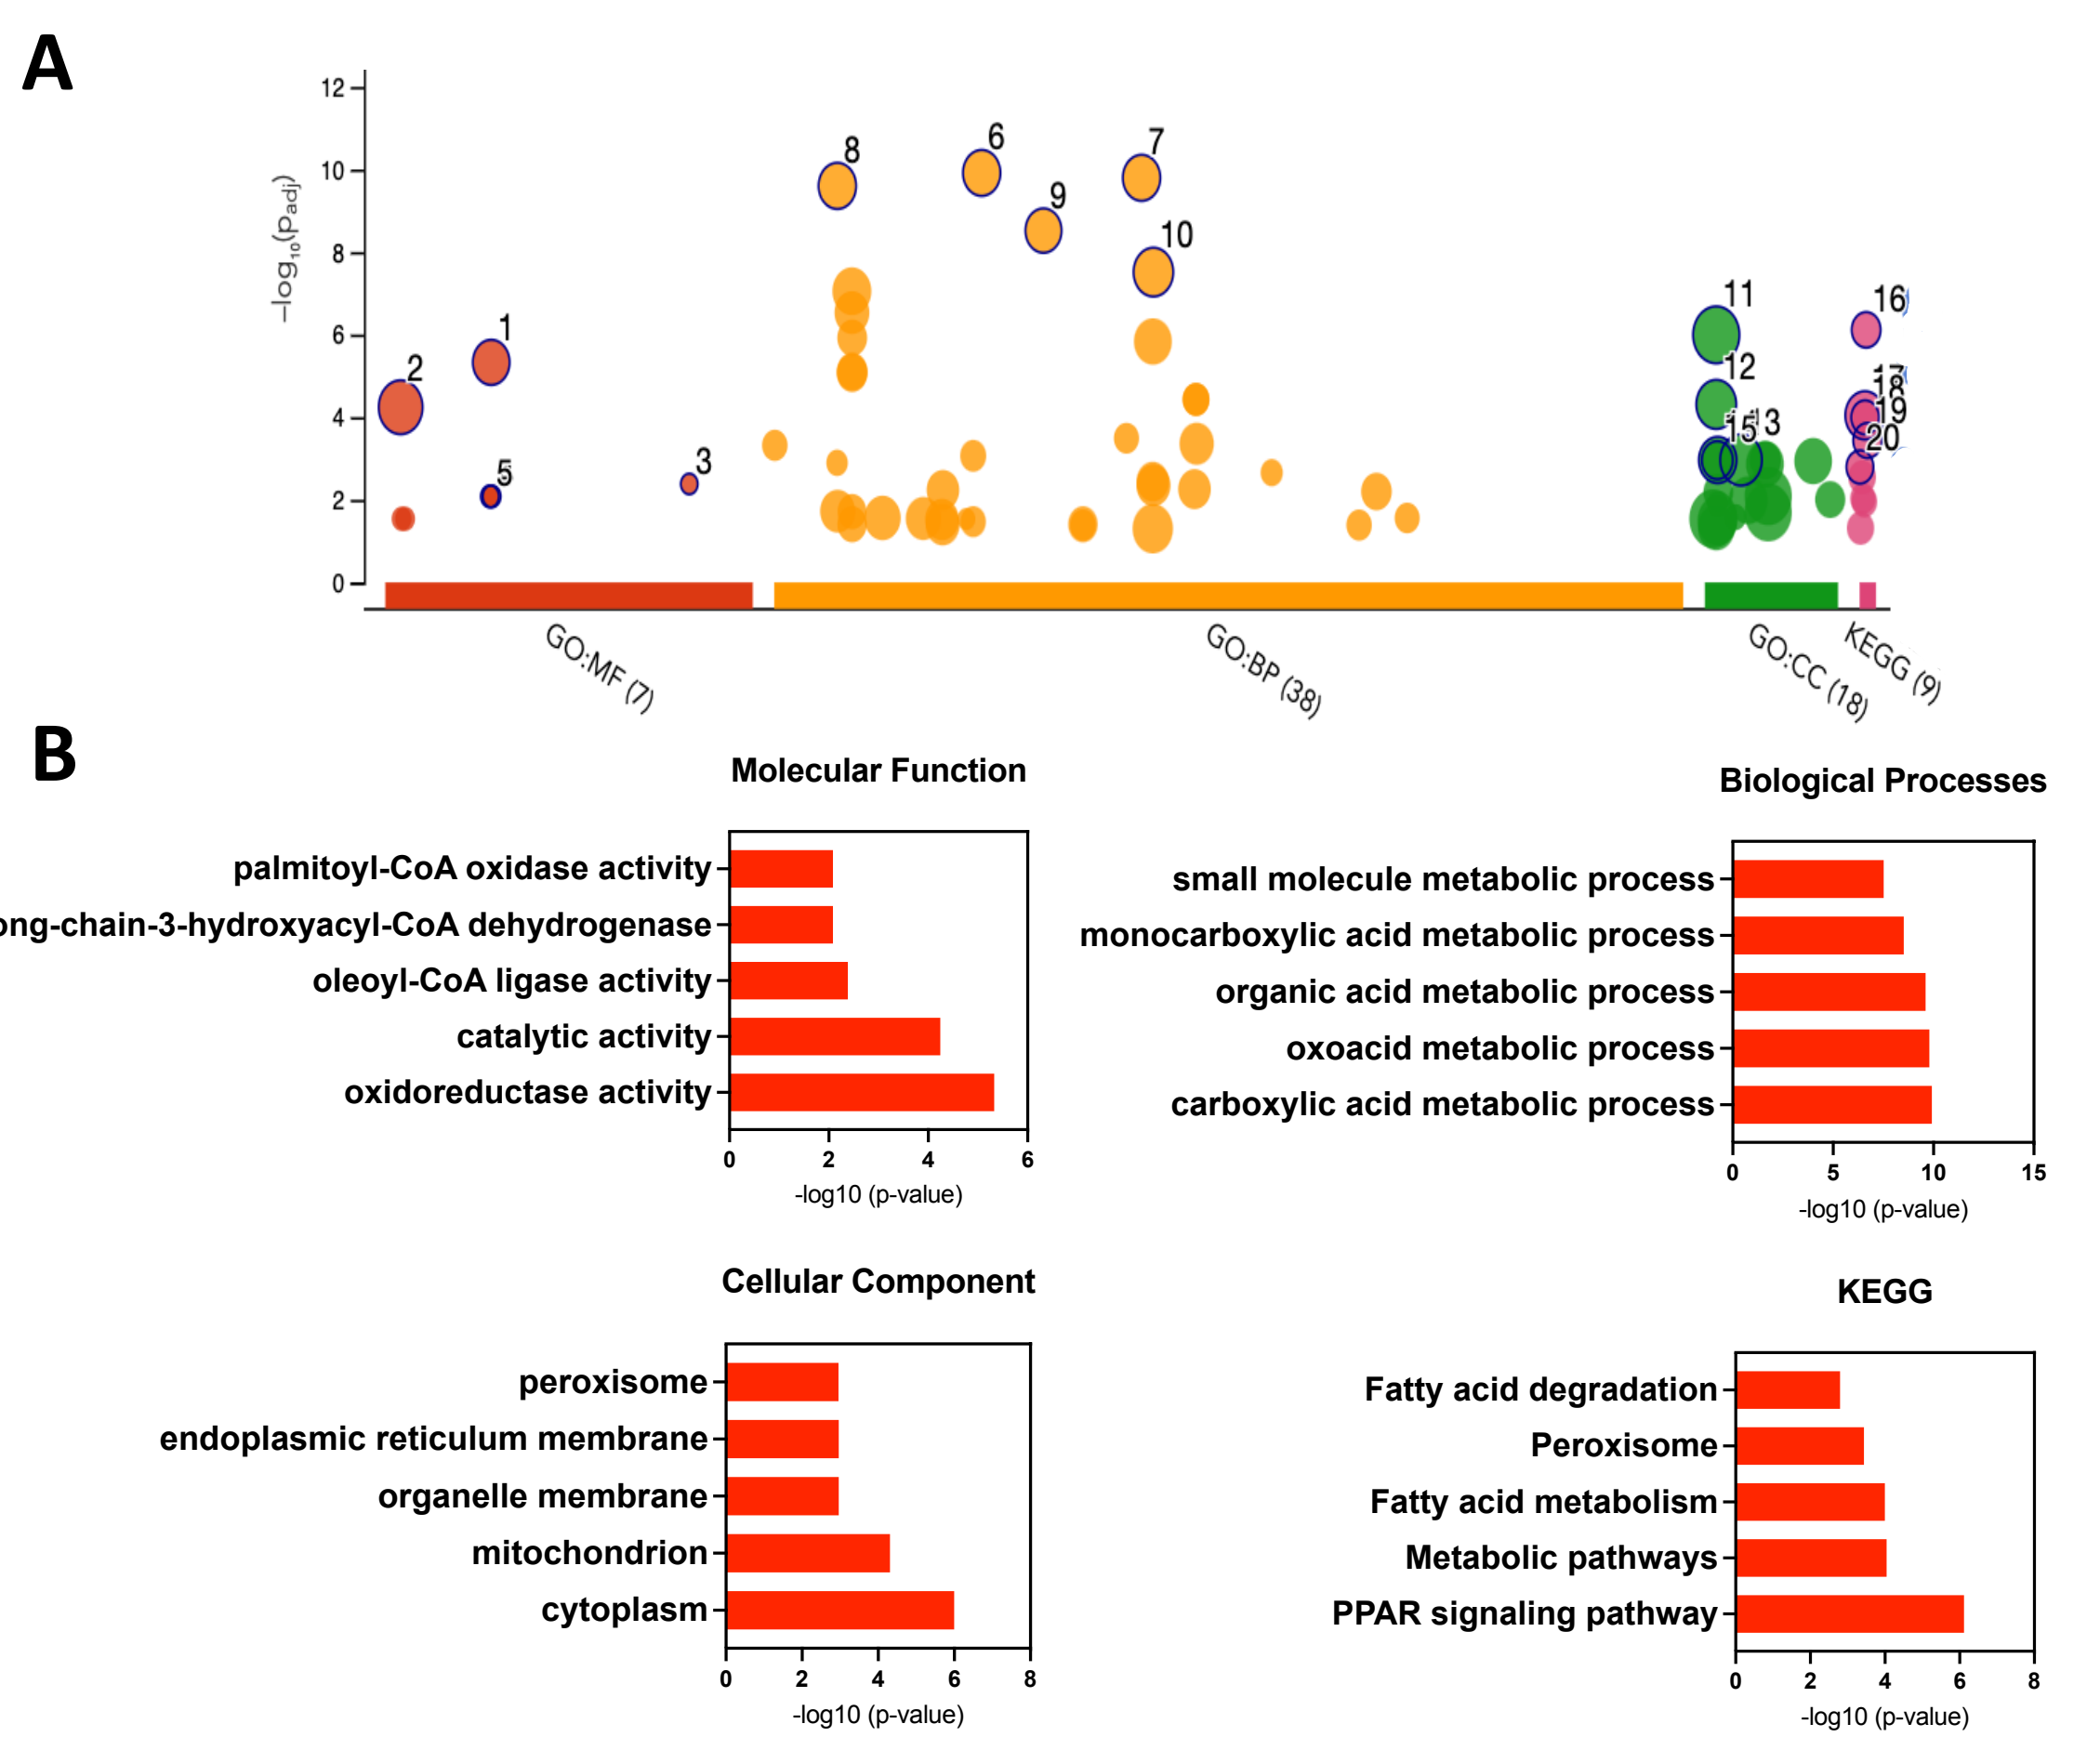 A
12
10
8
6
4
2
0
–log₁₀(p_adj)
8
6
7
9
10
1
2
5
3
11
12
15
13
16
17
18
19
20
GO:MF (7)
GO:BP (38)
GO:CC (18)
KEGG (9)
B
Molecular Function
palmitoyl-CoA oxidase activity
ong-chain-3-hydroxyacyl-CoA dehydrogenase
oleoyl-CoA ligase activity
catalytic activity
oxidoreductase activity
0 2 4 6
-log10 (p-value)
Biological Processes
small molecule metabolic process
monocarboxylic acid metabolic process
organic acid metabolic process
oxoacid metabolic process
carboxylic acid metabolic process
0 5 10 15
-log10 (p-value)
Cellular Component
peroxisome
endoplasmic reticulum membrane
organelle membrane
mitochondrion
cytoplasm
0 2 4 6 8
-log10 (p-value)
KEGG
Fatty acid degradation
Peroxisome
Fatty acid metabolism
Metabolic pathways
PPAR signaling pathway
0 2 4 6 8
-log10 (p-value)